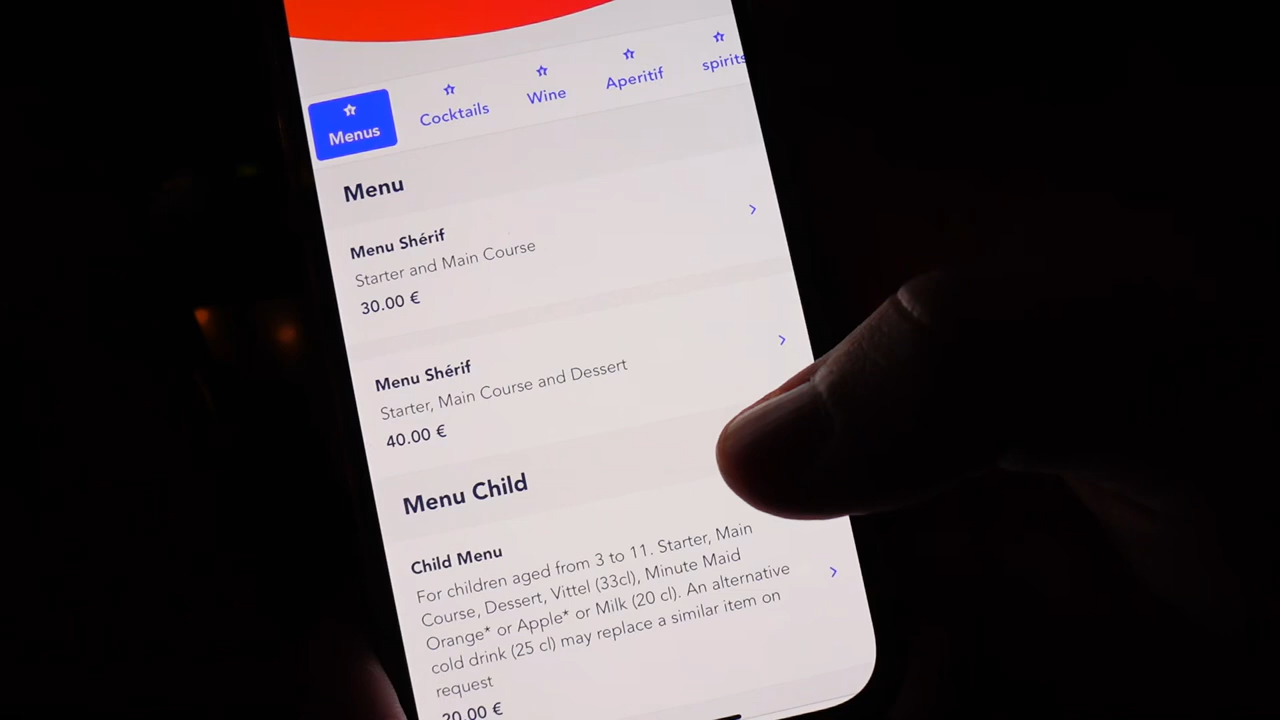 Menus
Cocktails
Wine
Aperitif
spirits
Menu
Menu Shérif
Starter and Main Course
30.00 €
Menu Shérif
Starter, Main Course and Dessert
40.00 €
Menu Child
Child Menu
For children aged from 3 to 11. Starter, Main
Course, Dessert, Vittel (33cl), Minute Maid
Orange* or Apple* or Milk (20 cl). An alternative
cold drink (25 cl) may replace a similar item on
request
20.00 €